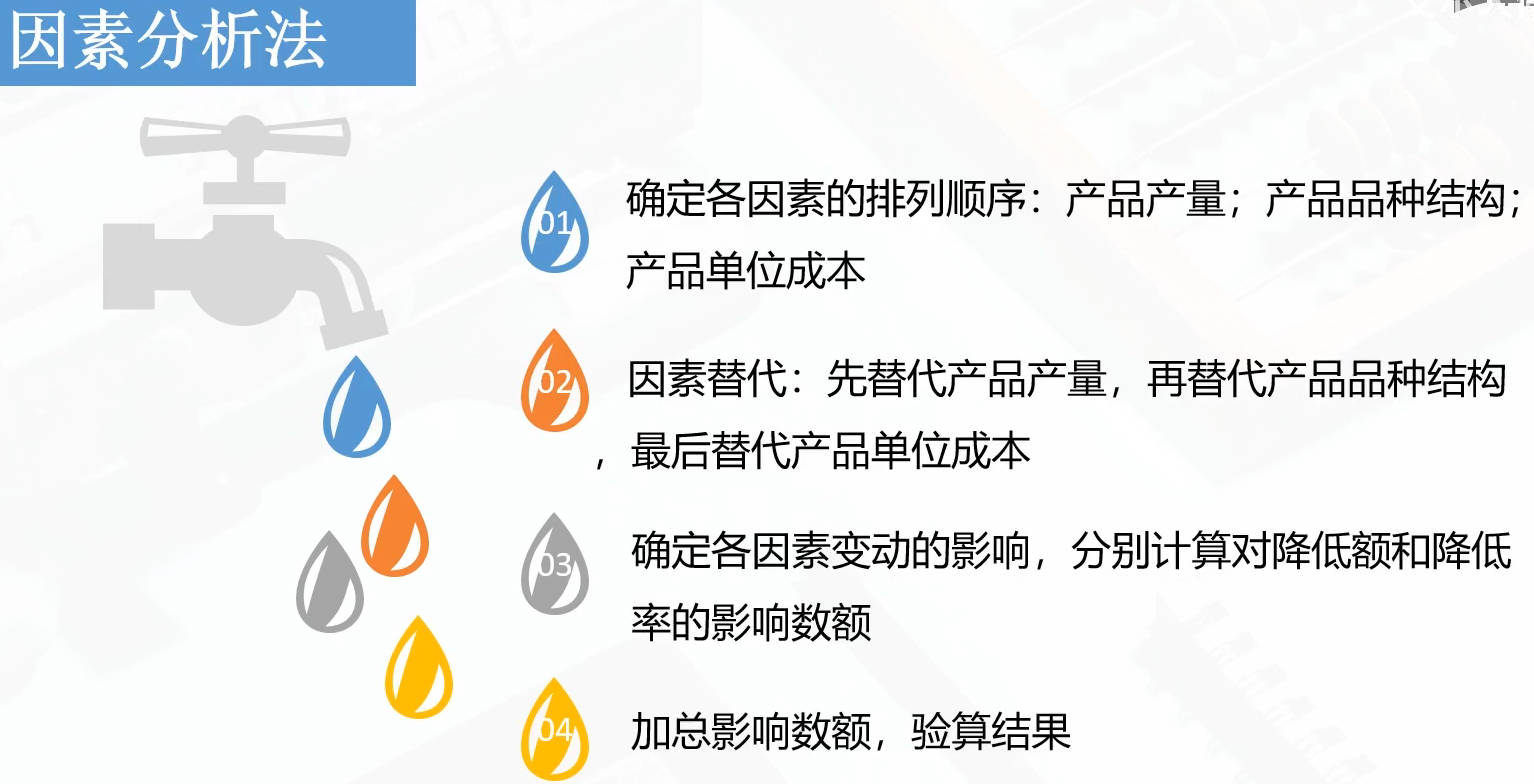 因素分析法
01
确定各因素的排列顺序：产品产量；产品品种结构；
产品单位成本
02
因素替代：先替代产品产量，再替代产品品种结构
，最后替代产品单位成本
03
确定各因素变动的影响，分别计算对降低额和降低
率的影响数额
04
加总影响数额，验算结果